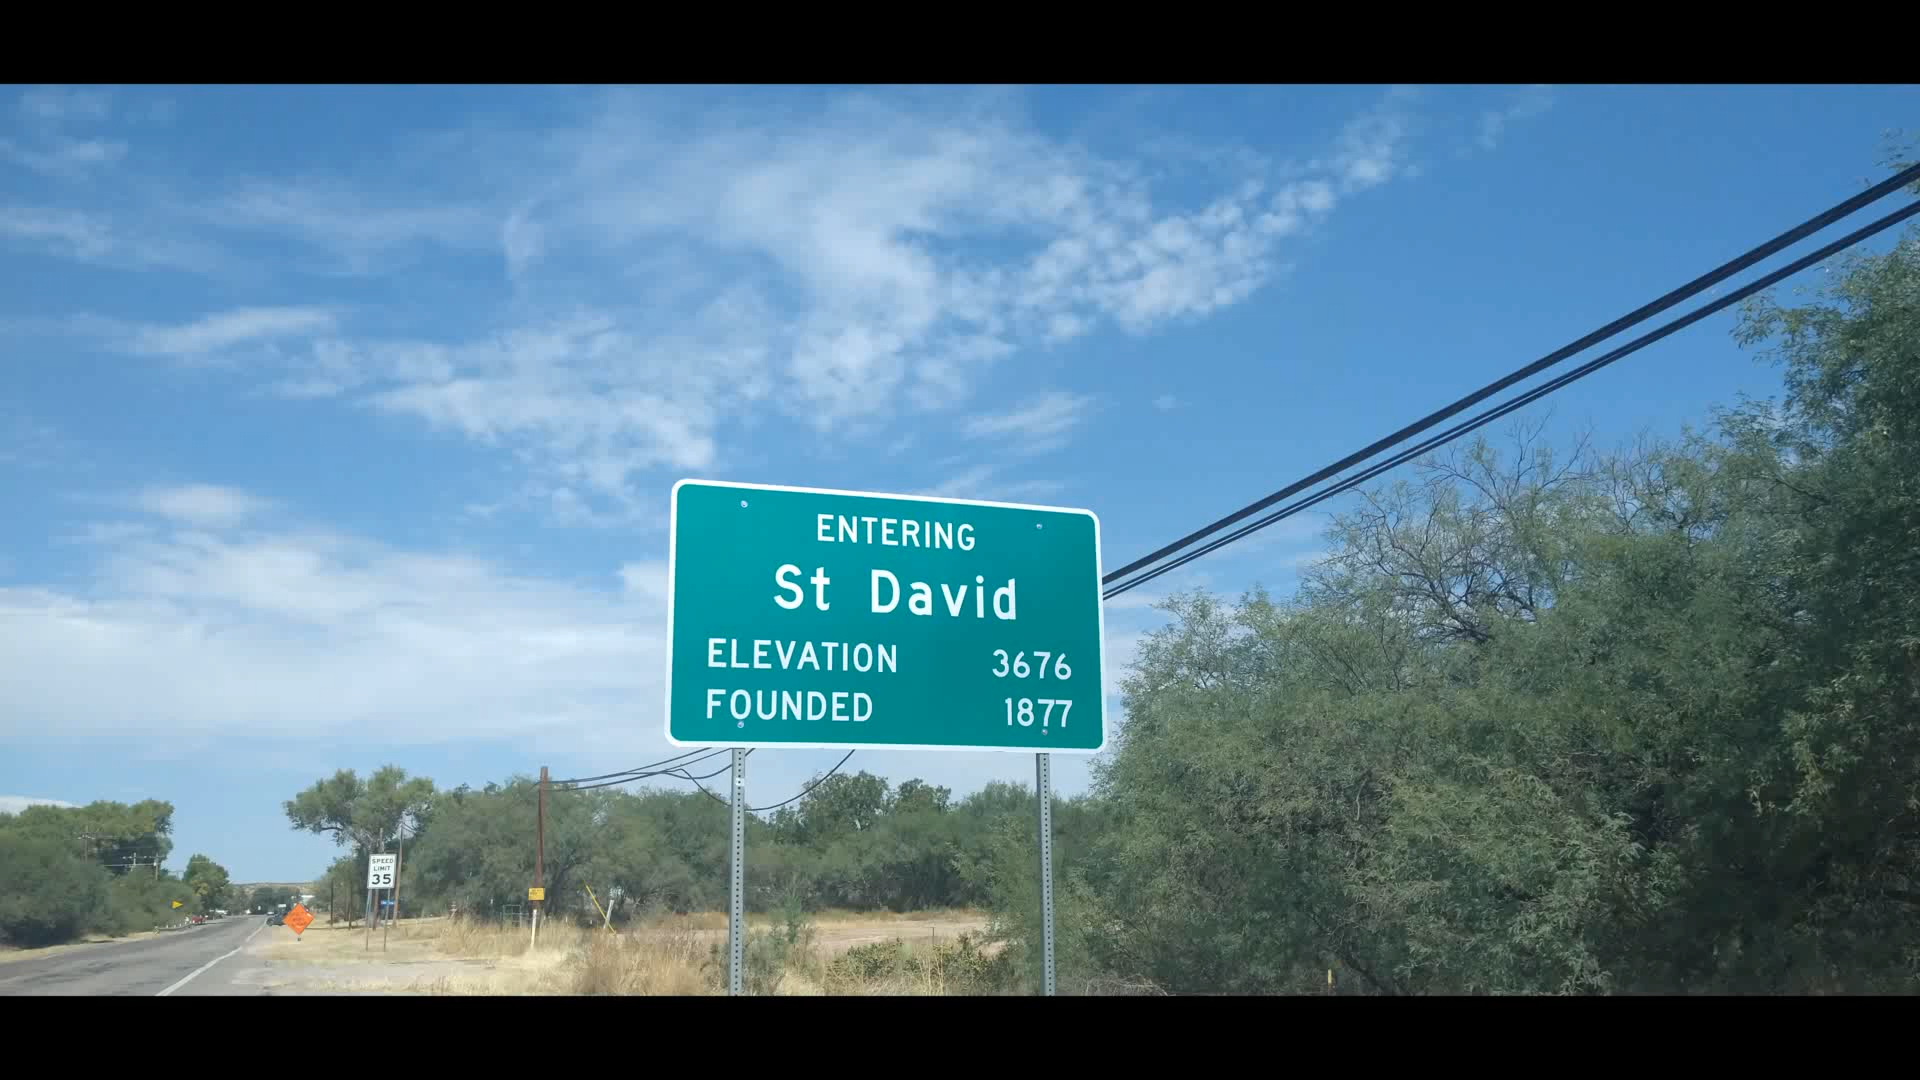 ENTERING
St David
ELEVATION 3676
FOUNDED 1877
SPEED
LIMIT
35